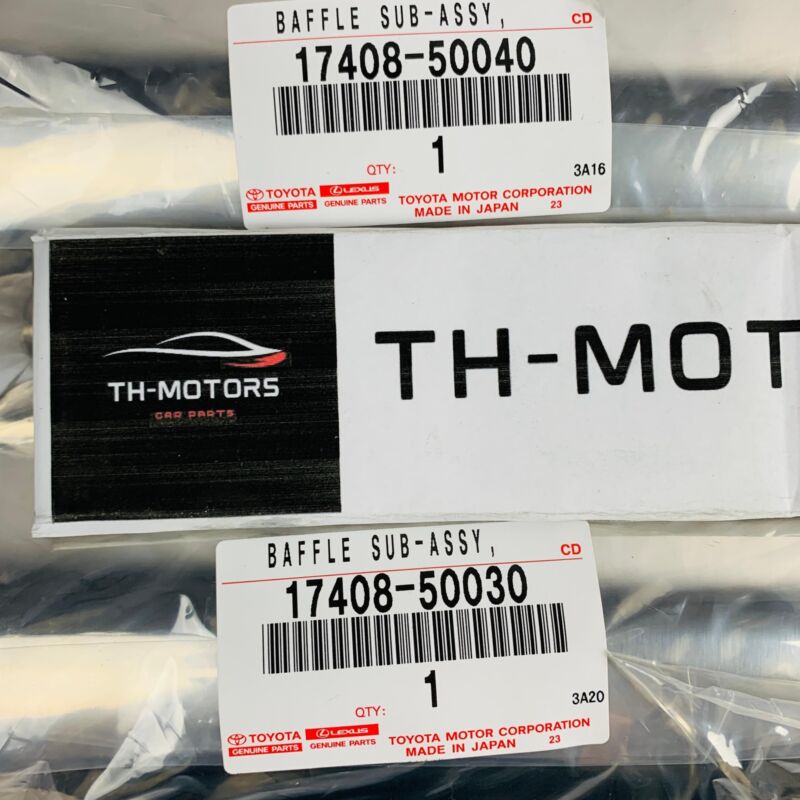 BAFFLE SUB-ASSY,
CD
17408-50040
QTY: 1
3A16
TOYOTA
GENUINE PARTS
LEXUS
GENUINE PARTS
TOYOTA MOTOR CORPORATION
MADE IN JAPAN 23
TH-MOTORS
CAR PARTS
TH-MOT
BAFFLE SUB-ASSY,
CD
17408-50030
QTY: 1
3A20
TOYOTA
GENUINE PARTS
LEXUS
GENUINE PARTS
TOYOTA MOTOR CORPORATION
MADE IN JAPAN 23